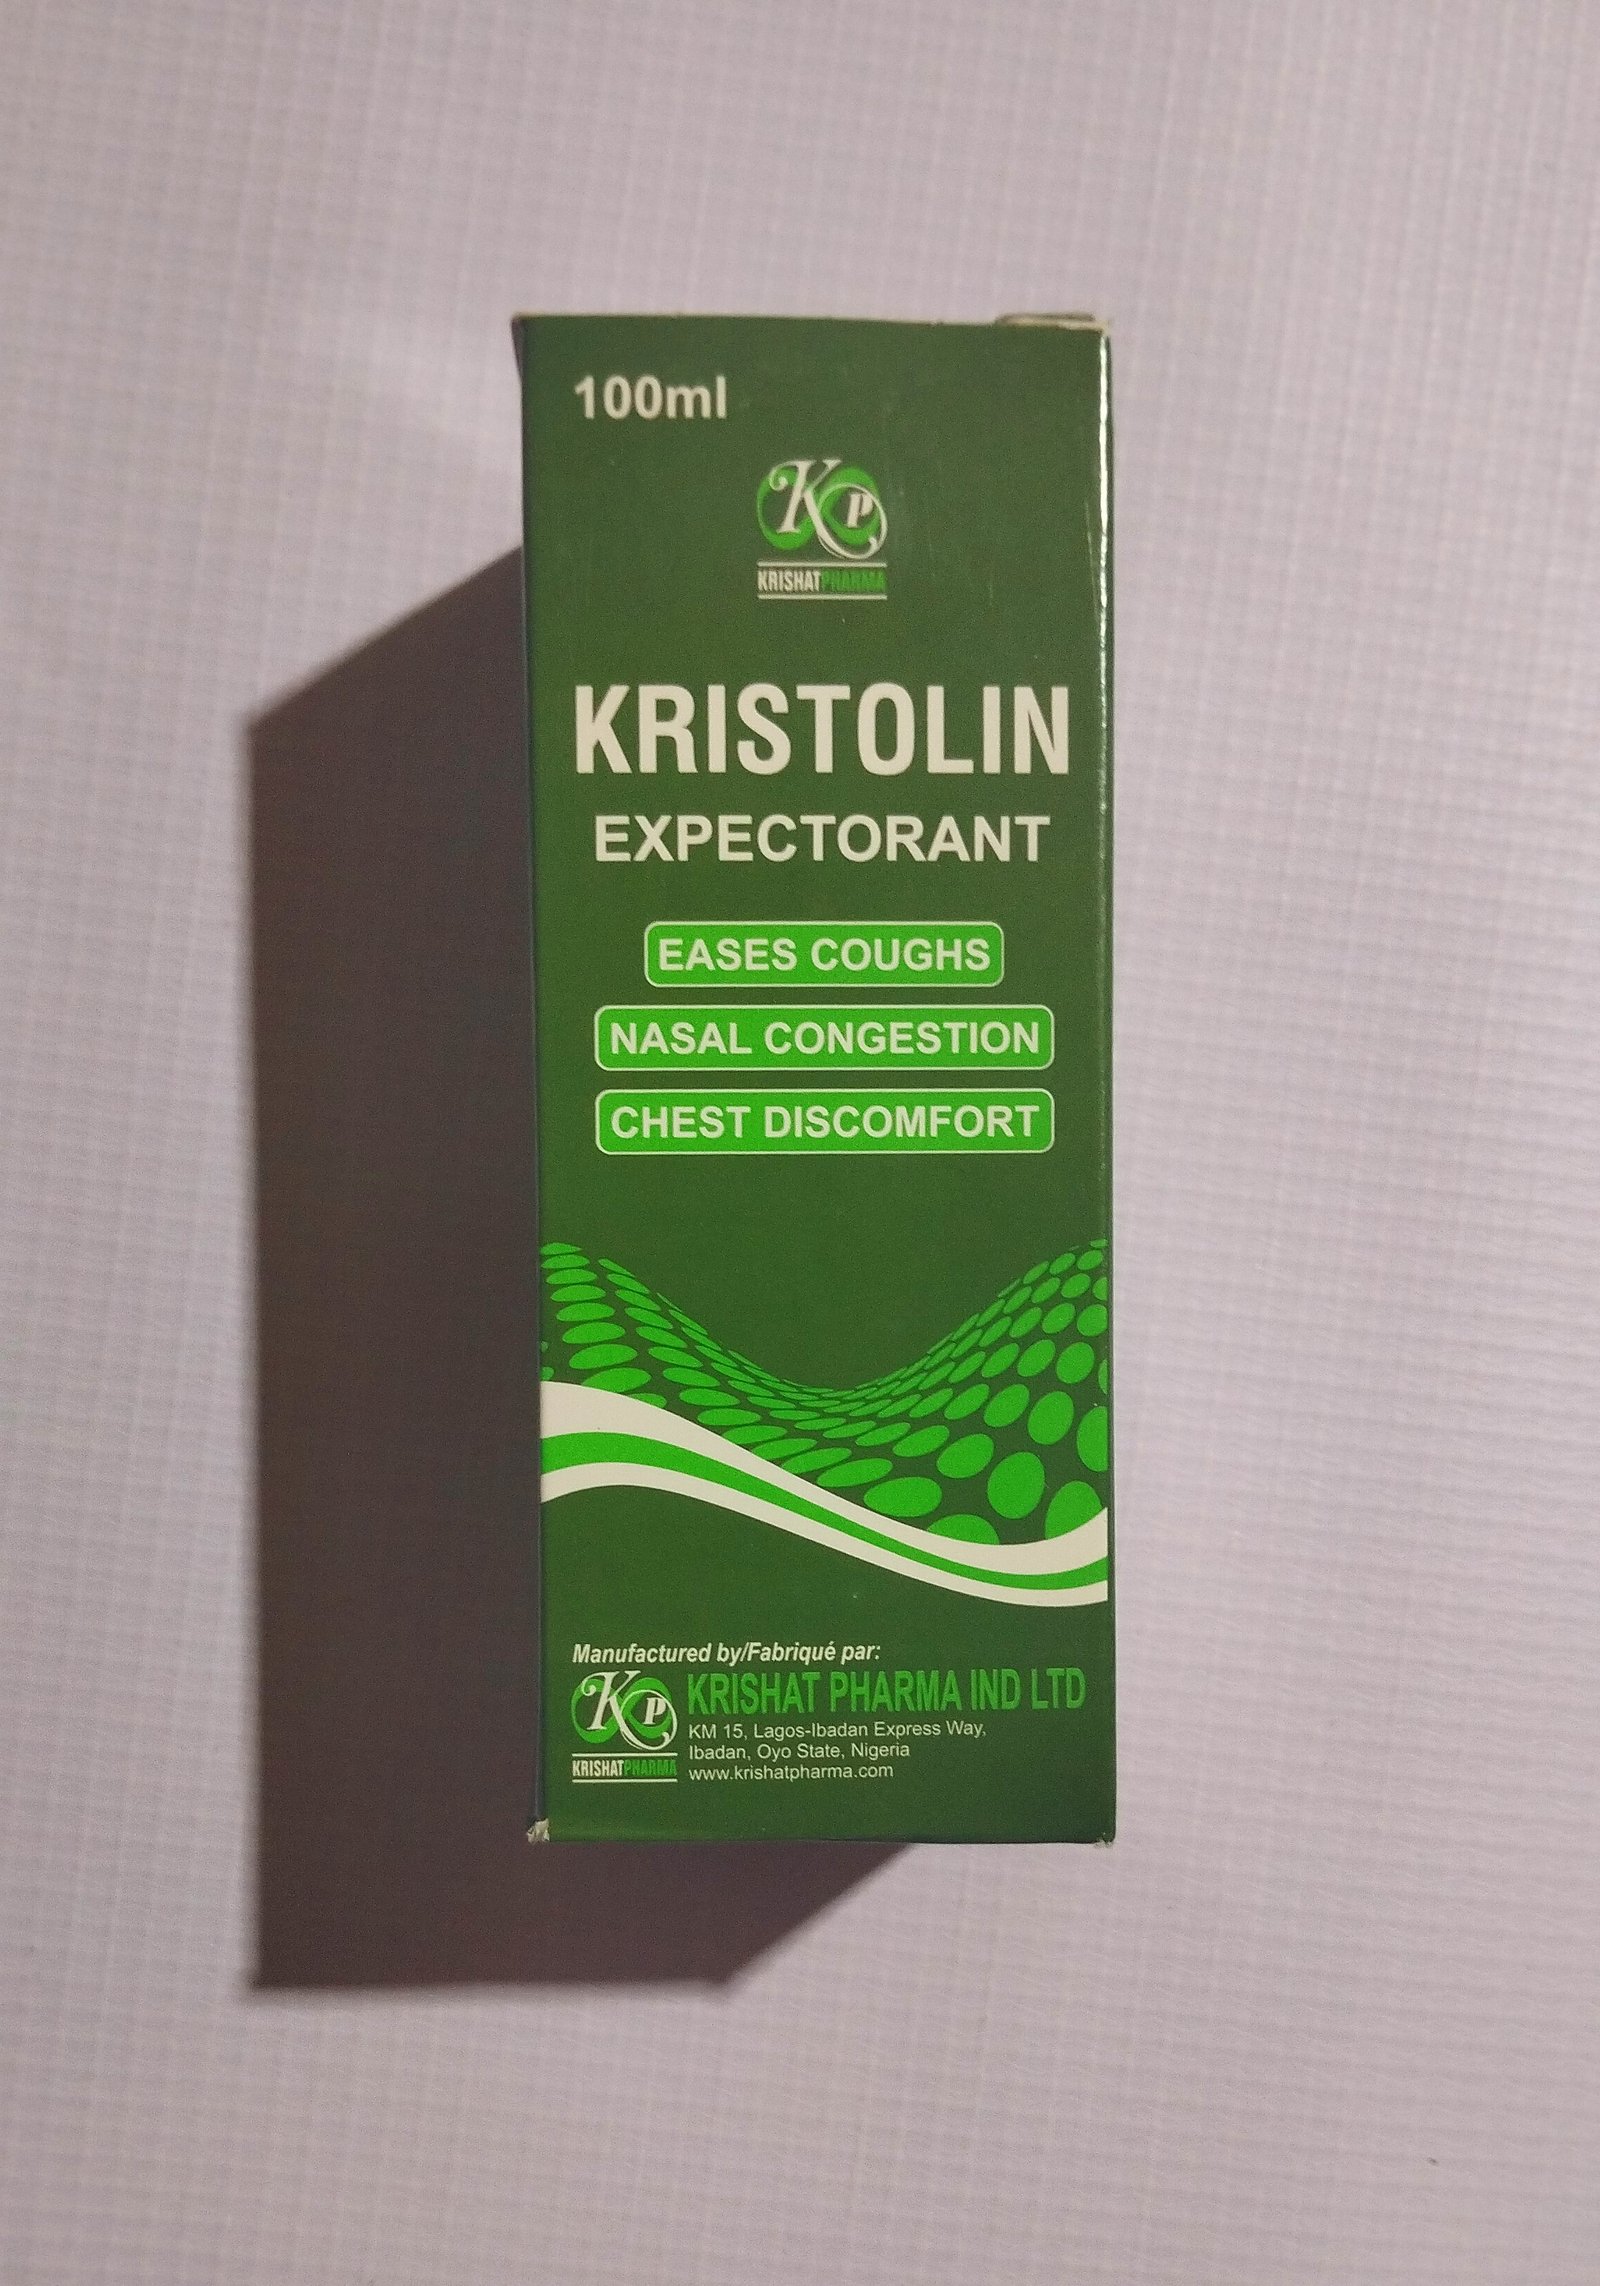 100ml
Kp
KRISHATPHARMA
KRISTOLIN
EXPECTORANT
EASES COUGHS
NASAL CONGESTION
CHEST DISCOMFORT
Manufactured by/Fabriqué par:
Kp
KRISHATPHARMA
KRISHAT PHARMA IND LTD
KM 15, Lagos-Ibadan Express Way,
Ibadan, Oyo State, Nigeria
www.krishatpharma.com